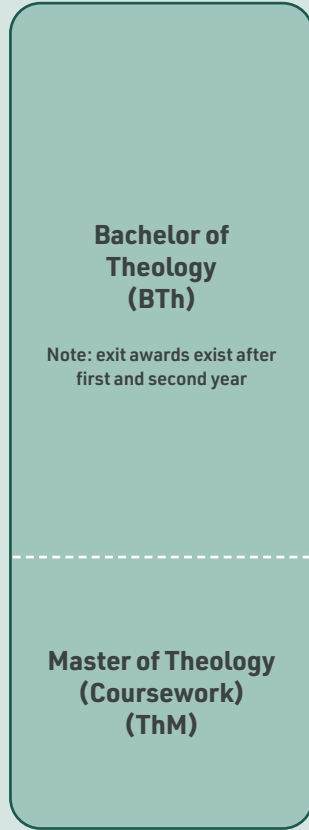 Bachelor of
Theology
(BTh)
Note: exit awards exist after
first and second year
Master of Theology
(Coursework)
(ThM)